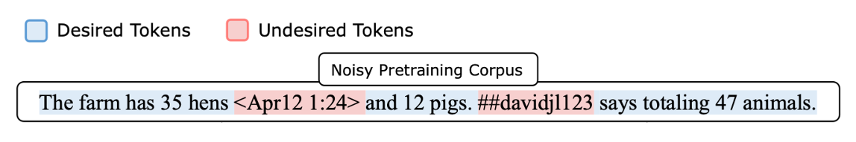 Desired Tokens Undesired Tokens
Noisy Pretraining Corpus
The farm has 35 hens <Apr12 1:24> and 12 pigs. ##davidjl123 says totaling 47 animals.